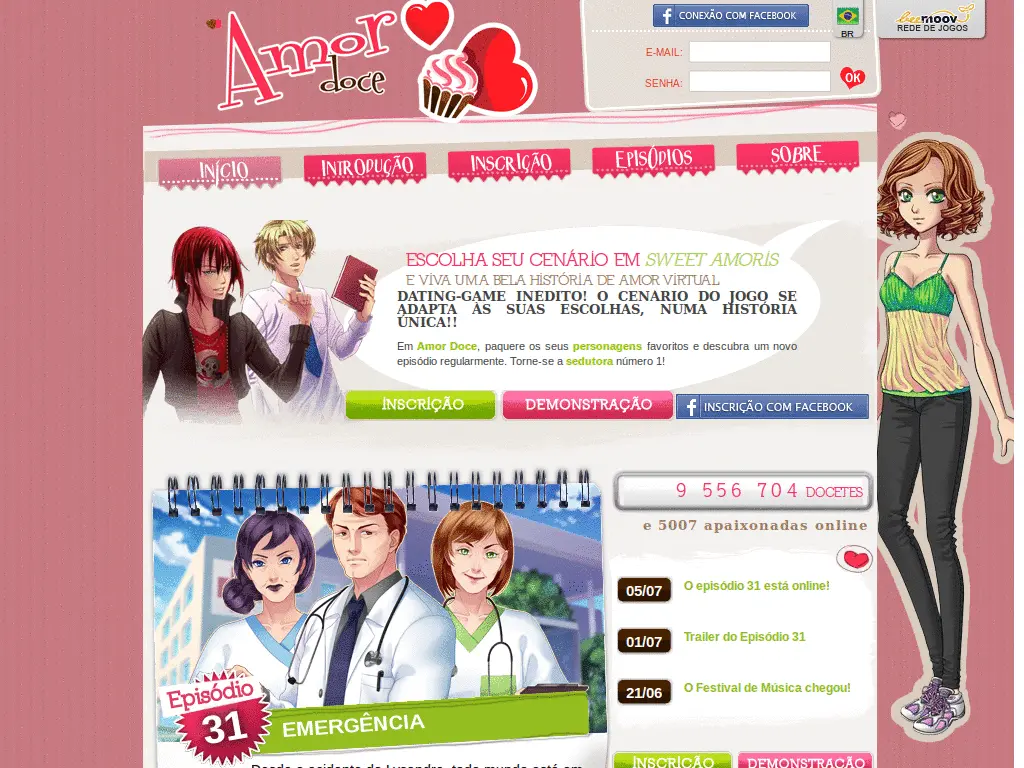 Amor
doce
CONEXÃO COM FACEBOOK
BR
beemoov
REDE DE JOGOS
E-MAIL:
SENHA:
OK
INÍCIO
INTRODUÇÃO
INSCRIÇÃO
EPISÓDIOS
SOBRE
ESCOLHA SEU CENÁRIO EM SWEET AMORIS
E VIVA UMA BELA HISTÓRIA DE AMOR VIRTUAL
DATING-GAME INEDITO! O CENARIO DO JOGO SE
ADAPTA ÀS SUAS ESCOLHAS, NUMA HISTÓRIA
ÚNICA!!
Em Amor Doce, paquere os seus personagens favoritos e descubra um novo
episódio regularmente. Torne-se a sedutora número 1!
INSCRIÇÃO
DEMONSTRAÇÃO
INSCRIÇÃO COM FACEBOOK
9 556 704 DOCETES
e 5007 apaixonadas online
05/07 O episódio 31 está online!
01/07 Trailer do Episódio 31
21/06 O Festival de Música chegou!
Episódio
31
EMERGÊNCIA
Desde o acidente do Lysandre, todo mundo está em
INSCRIÇÃO
DEMONSTRAÇÃO